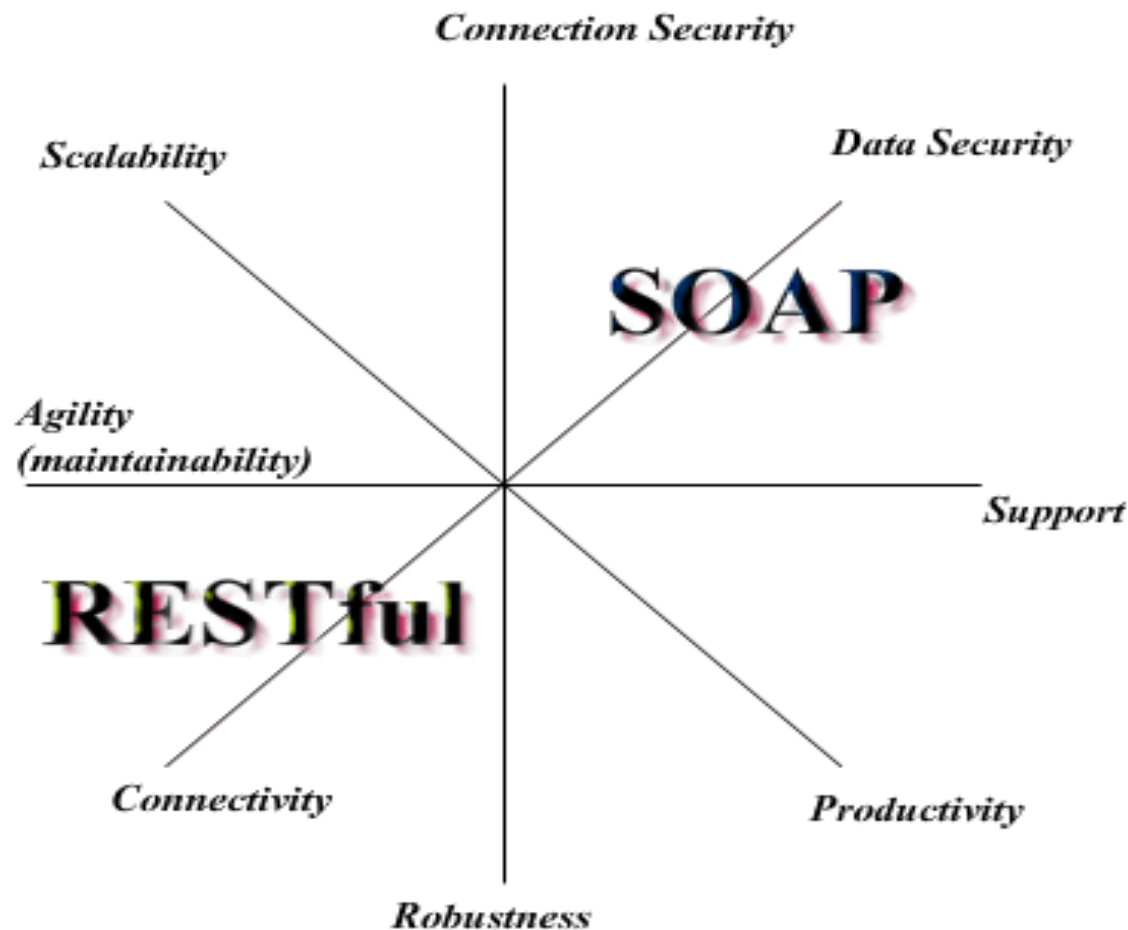 Connection Security
Scalability
Data Security
SOAP
Agility
(maintainability)
Support
RESTful
Connectivity
Productivity
Robustness